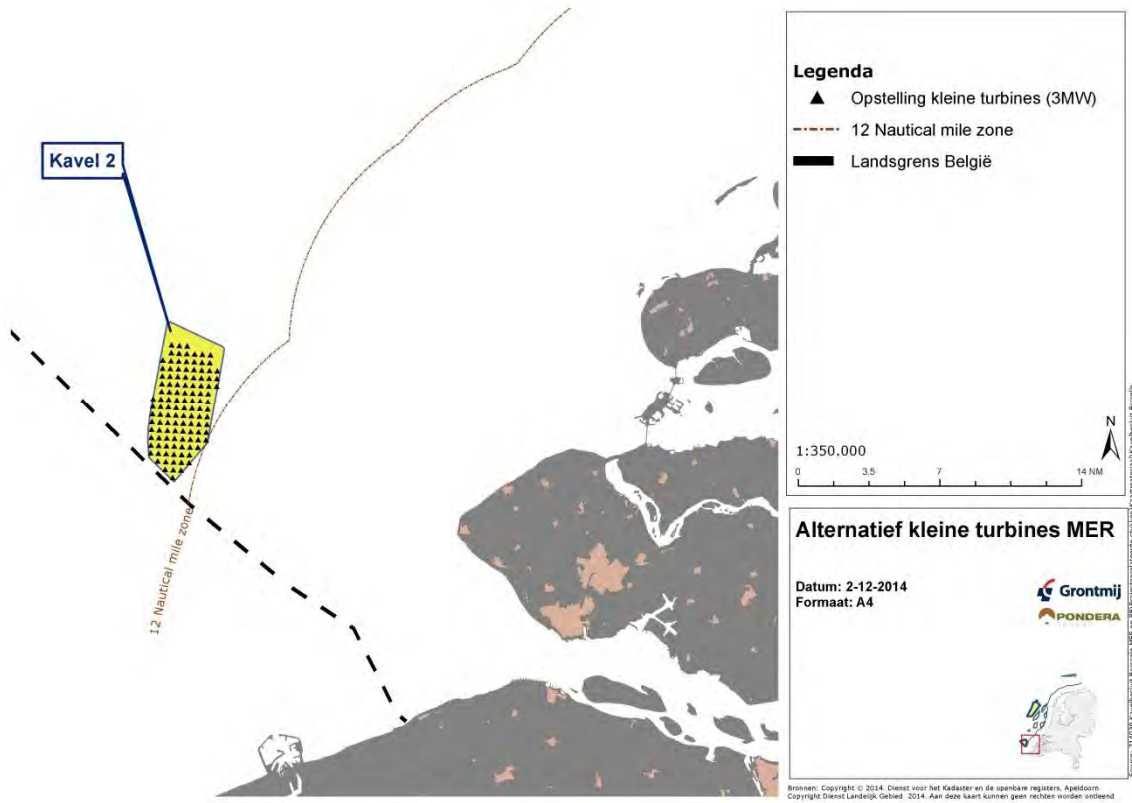 Kavel 2
12 Nautical mile zone
Legenda
Opstelling kleine turbines (3MW)
12 Nautical mile zone
Landsgrens België
N
1:350.000
0 3,5 7 14 NM
Alternatief kleine turbines MER
Datum: 2-12-2014
Formaat: A4
Grontmij
PONDERA
Bronnen: Copyright © 2014. Dienst voor het Kadaster en de openbare registers, Apeldoorn
Copyright Dienst Landelijk Gebied 2014. Aan deze kaart kunnen geen rechten worden ontleend